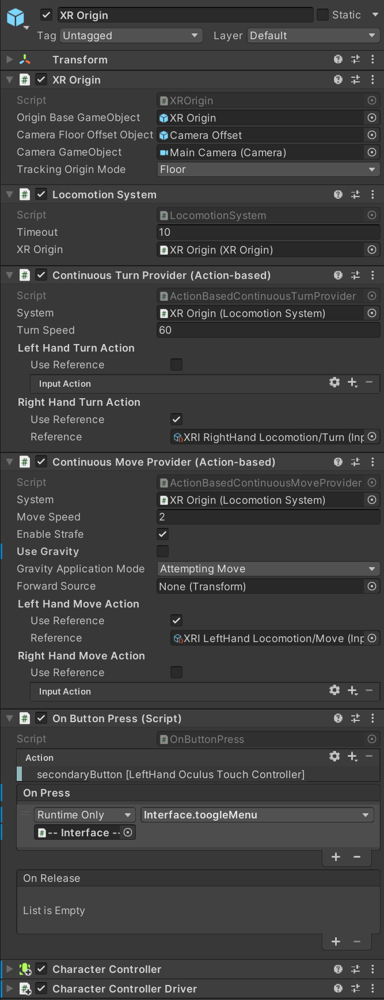 XR Origin
Static
Tag Untagged Layer Default
Transform
XR Origin
Script XROrigin
Origin Base GameObject XR Origin
Camera Floor Offset Object Camera Offset
Camera GameObject Main Camera (Camera)
Tracking Origin Mode Floor
Locomotion System
Script LocomotionSystem
Timeout 10
XR Origin XR Origin (XR Origin)
Continuous Turn Provider (Action-based)
Script ActionBasedContinuousTurnProvider
System XR Origin (Locomotion System)
Turn Speed 60
Left Hand Turn Action
Use Reference
Input Action
Right Hand Turn Action
Use Reference
Reference XRI RightHand Locomotion/Turn (Inp
Continuous Move Provider (Action-based)
Script ActionBasedContinuousMoveProvider
System XR Origin (Locomotion System)
Move Speed 2
Enable Strafe
Use Gravity
Gravity Application Mode Attempting Move
Forward Source None (Transform)
Left Hand Move Action
Use Reference
Reference XRI LeftHand Locomotion/Move (Inp
Right Hand Move Action
Use Reference
Input Action
On Button Press (Script)
Script OnButtonPress
Action
secondaryButton [LeftHand Oculus Touch Controller]
On Press
Runtime Only Interface.toogleMenu
-- Interface --
On Release
List is Empty
Character Controller
Character Controller Driver